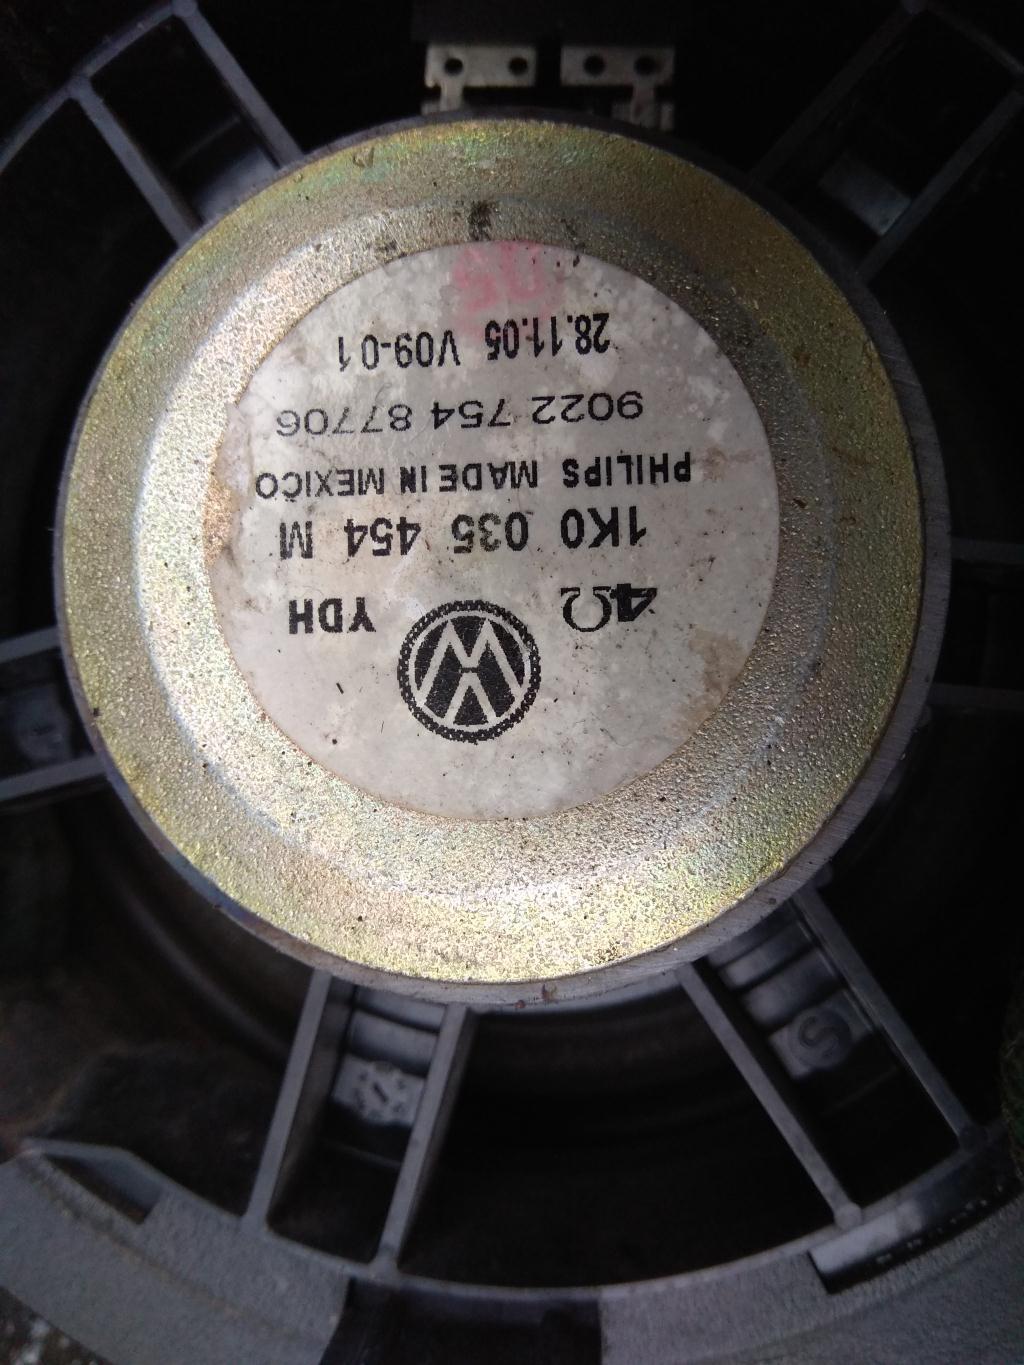 4Ω YDH
1K0 035 454 M
PHILIPS MADE IN MEXICO
9022 754 87706
28.11.05 V09-01